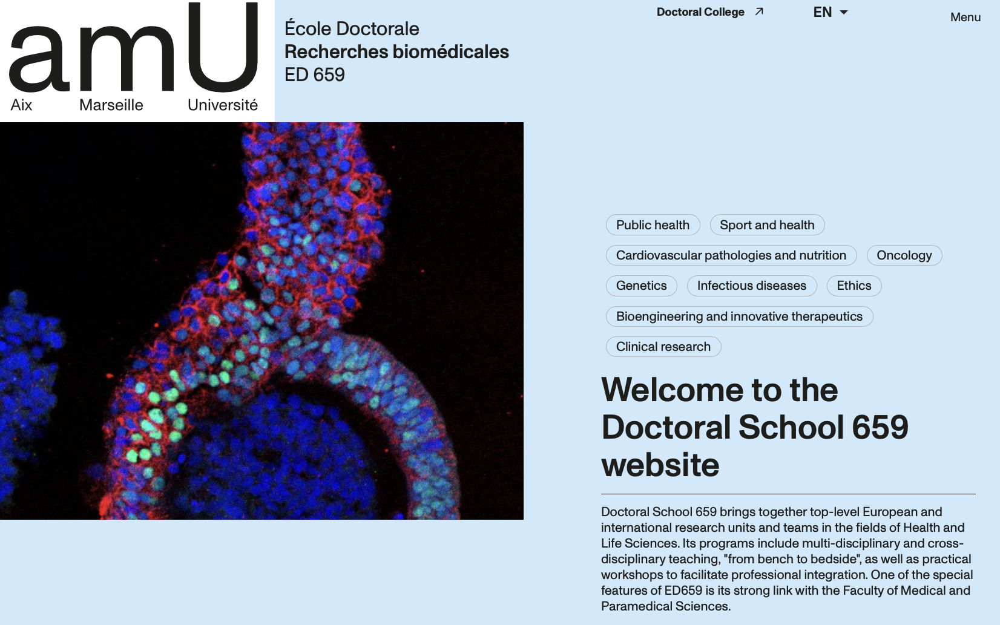 amU
Aix Marseille Université
École Doctorale
Recherches biomédicales
ED 659
Doctoral College
EN
Menu
Public health
Sport and health
Cardiovascular pathologies and nutrition
Oncology
Genetics
Infectious diseases
Ethics
Bioengineering and innovative therapeutics
Clinical research
Welcome to the
Doctoral School 659
website
Doctoral School 659 brings together top-level European and
international research units and teams in the fields of Health and
Life Sciences. Its programs include multi-disciplinary and cross-
disciplinary teaching, "from bench to bedside", as well as practical
workshops to facilitate professional integration. One of the special
features of ED659 is its strong link with the Faculty of Medical and
Paramedical Sciences.